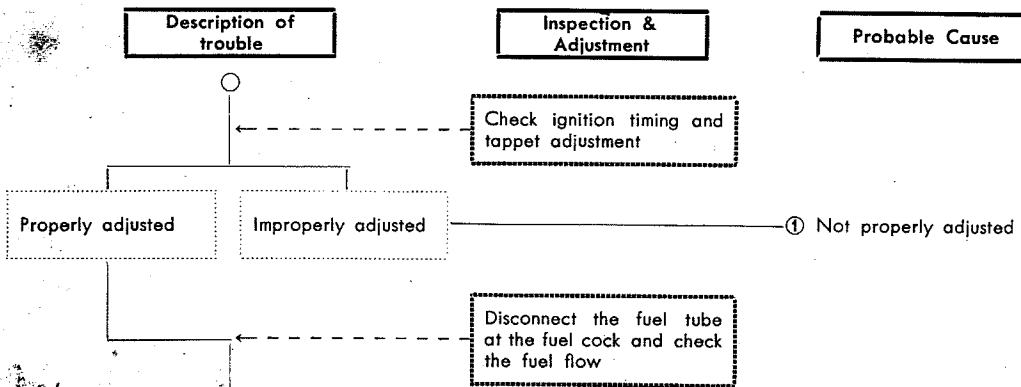 Description of
trouble
Inspection &
Adjustment
Probable Cause
Check ignition timing and
tappet adjustment
Properly adjusted
Improperly adjusted
① Not properly adjusted
Disconnect the fuel tube
at the fuel cock and check
the fuel flow